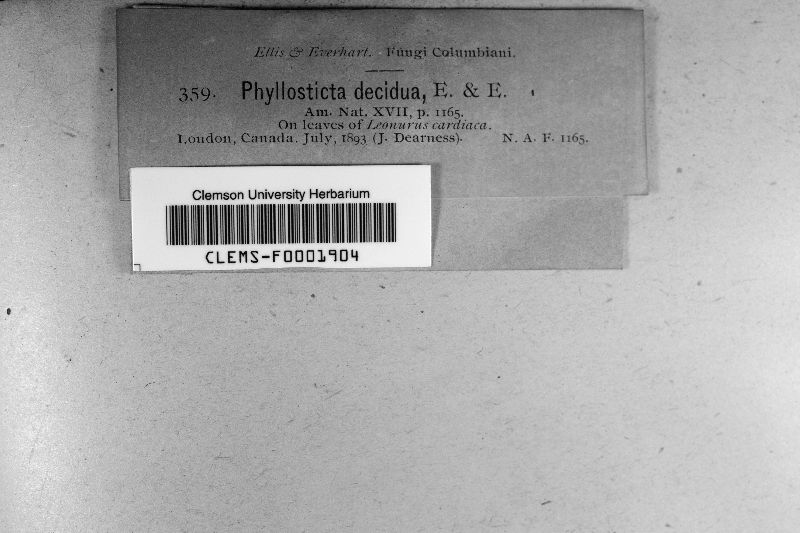 Ellis & Everhart. Fungi Columbiani.
359. Phyllosticta decidua, E. & E.
Am. Nat. XVII, p. 1165.
On leaves of Leonurus cardiaca.
London, Canada. July, 1893 (J. Dearness). N. A. F. 1165.
Clemson University Herbarium
CLEMS-F0001904